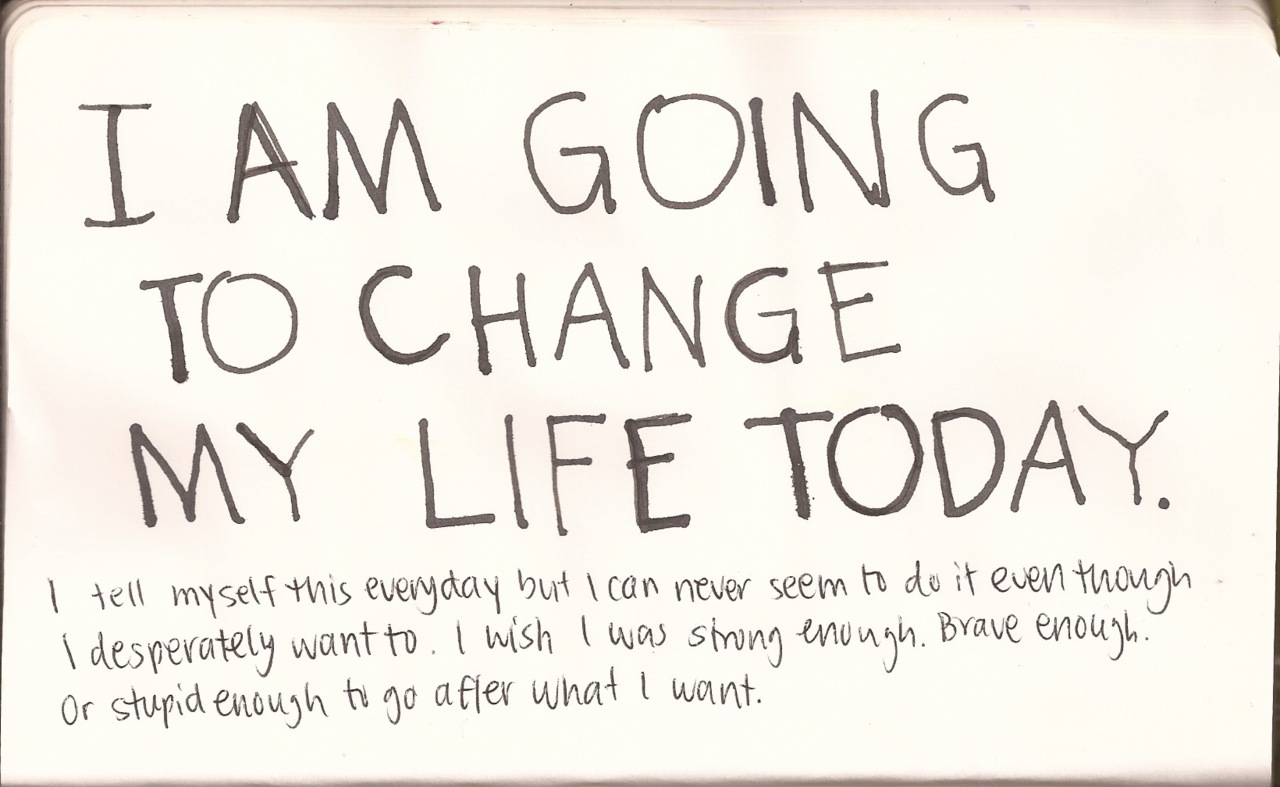 I AM GOING
TO CHANGE
MY LIFE TODAY.
I tell myself this everyday but I can never seem to do it even though
I desperately want to. I wish I was strong enough. Brave enough.
Or stupid enough to go after what I want.